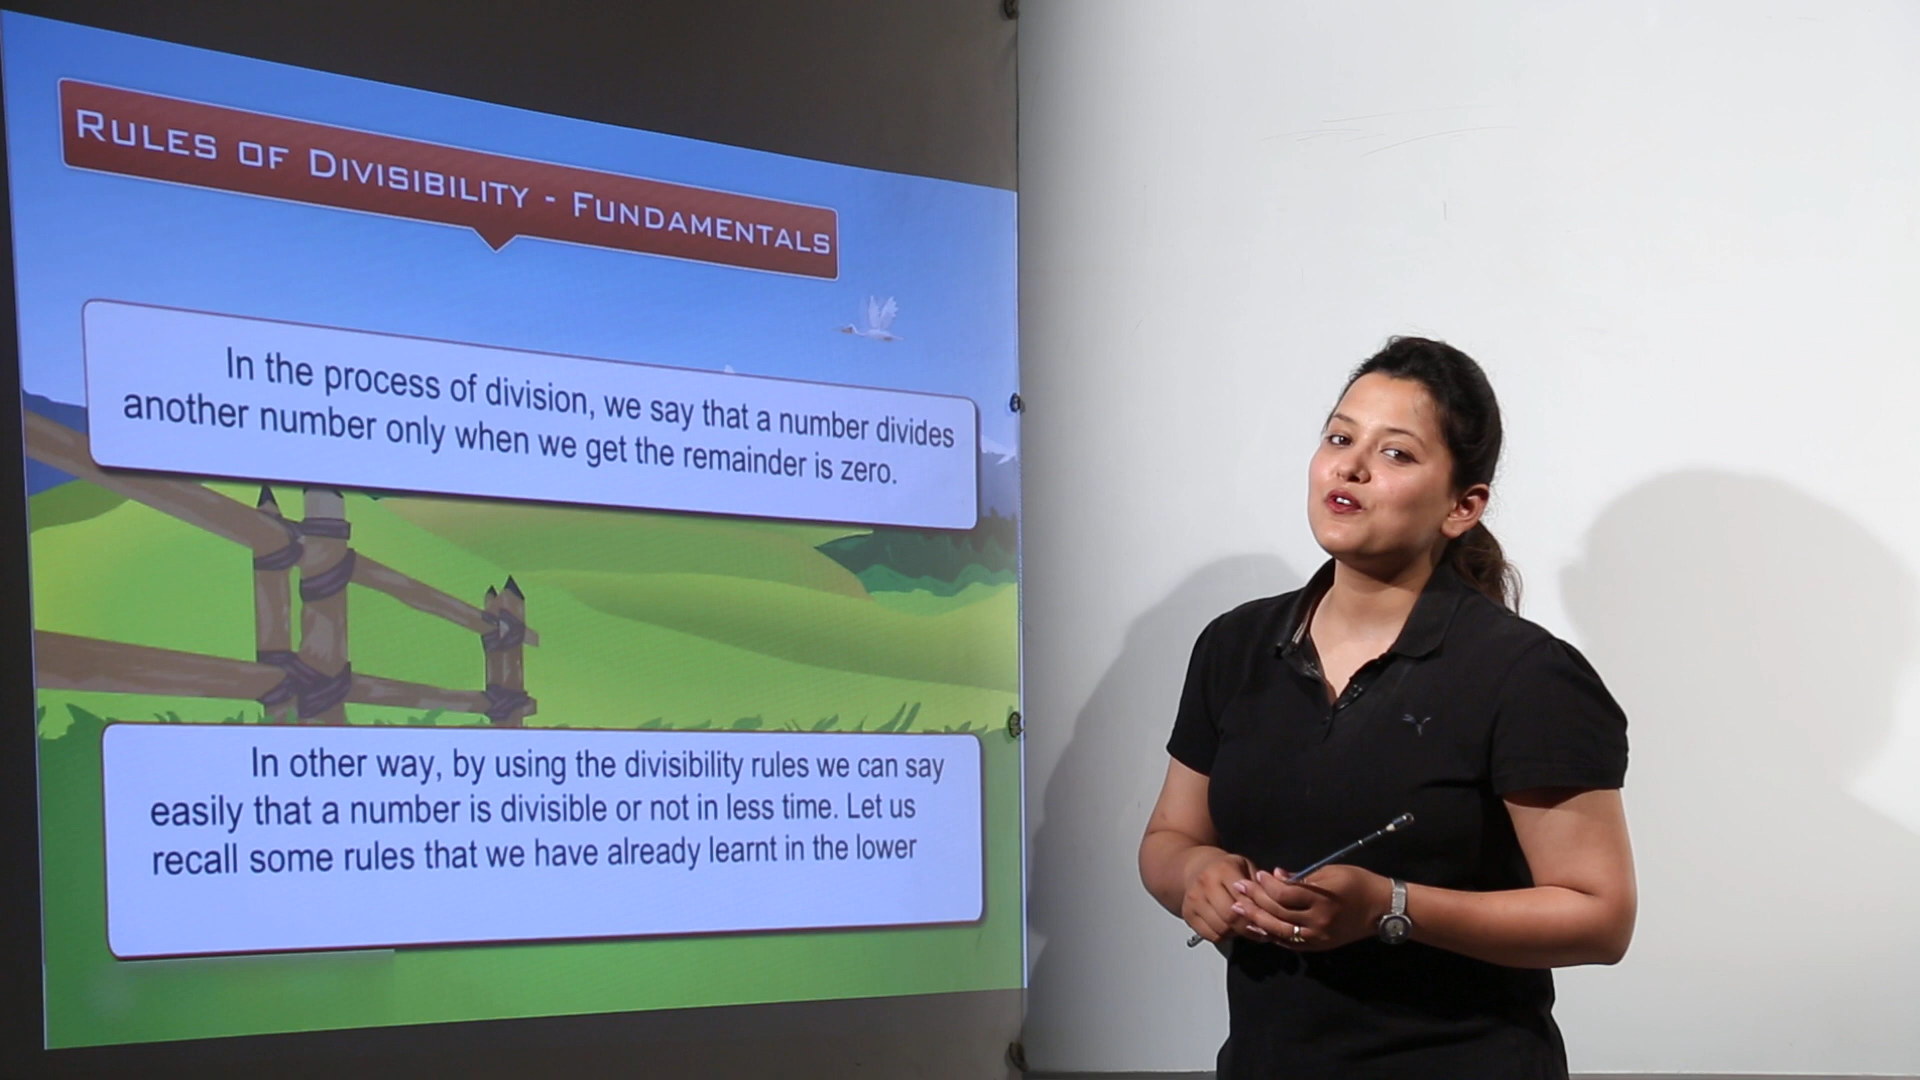 RULES OF DIVISIBILITY - FUNDAMENTALS
In the process of division, we say that a number divides
another number only when we get the remainder is zero.
In other way, by using the divisibility rules we can say
easily that a number is divisible or not in less time. Let us
recall some rules that we have already learnt in the lower